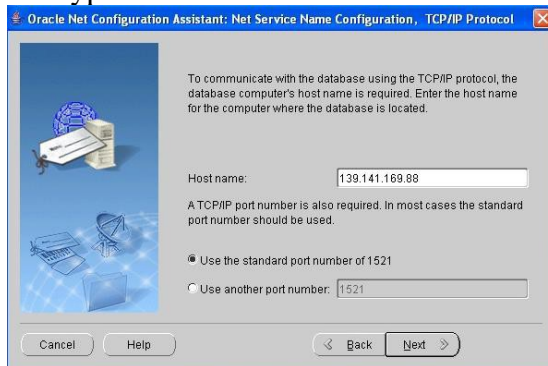 Oracle Net Configuration Assistant: Net Service Name Configuration, TCP/IP Protocol
To communicate with the database using the TCP/IP protocol, the
database computer's host name is required. Enter the host name
for the computer where the database is located.
Host name: 139.141.169.88
A TCP/IP port number is also required. In most cases the standard
port number should be used.
Use the standard port number of 1521
Use another port number: 1521
Cancel Help Back Next